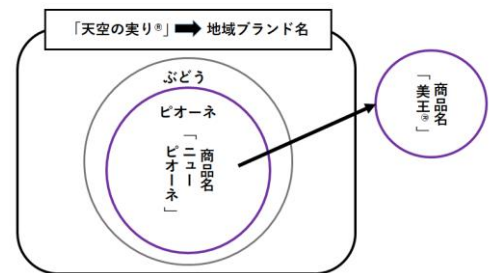 「天空の実り®」➡地域ブランド名
ぶどう
ピオーネ
商品名
「ニュー
ピオーネ」
商品名
「美王®」